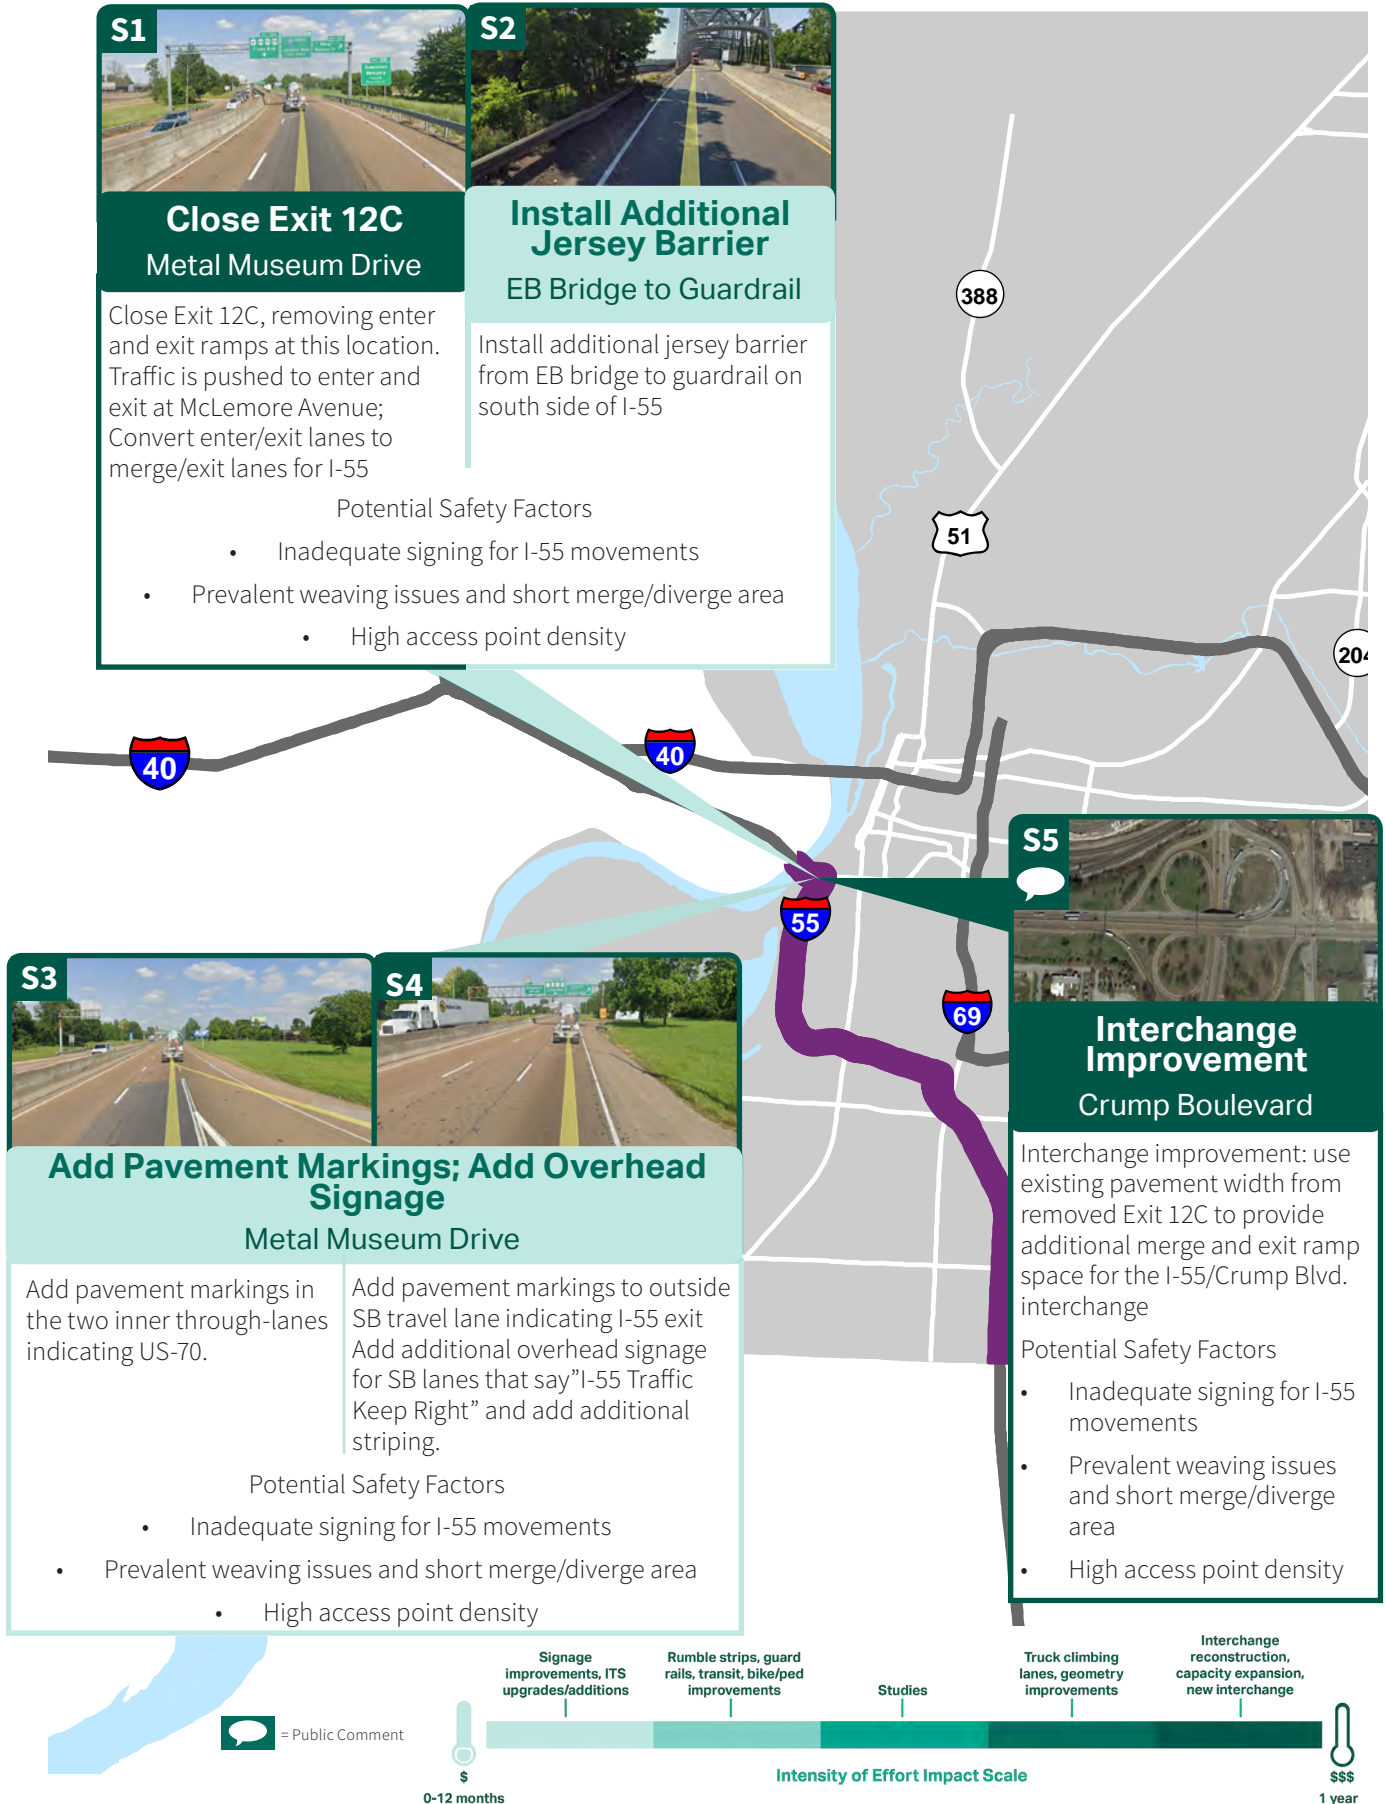 S1
Close Exit 12C
Metal Museum Drive
Close Exit 12C, removing enter
and exit ramps at this location.
Traffic is pushed to enter and
exit at McLemore Avenue;
Convert enter/exit lanes to
merge/exit lanes for I-55
S2
Install Additional
Jersey Barrier
EB Bridge to Guardrail
Install additional jersey barrier
from EB bridge to guardrail on
south side of I-55
Potential Safety Factors
• Inadequate signing for I-55 movements
• Prevalent weaving issues and short merge/diverge area
• High access point density
388
51
204
40
40
55
69
S3
S4
Add Pavement Markings; Add Overhead
Signage
Metal Museum Drive
Add pavement markings in
the two inner through-lanes
indicating US-70.
Add pavement markings to outside
SB travel lane indicating I-55 exit
Add additional overhead signage
for SB lanes that say"I-55 Traffic
Keep Right" and add additional
striping.
Potential Safety Factors
• Inadequate signing for I-55 movements
• Prevalent weaving issues and short merge/diverge area
• High access point density
S5
Interchange
Improvement
Crump Boulevard
Interchange improvement: use
existing pavement width from
removed Exit 12C to provide
additional merge and exit ramp
space for the I-55/Crump Blvd.
interchange
Potential Safety Factors
• Inadequate signing for I-55
movements
• Prevalent weaving issues
and short merge/diverge
area
• High access point density
= Public Comment
Signage
improvements, ITS
upgrades/additions
Rumble strips, guard
rails, transit, bike/ped
improvements
Studies
Truck climbing
lanes, geometry
improvements
Interchange
reconstruction,
capacity expansion,
new interchange
$
0-12 months
Intensity of Effort Impact Scale
$$$
1 year